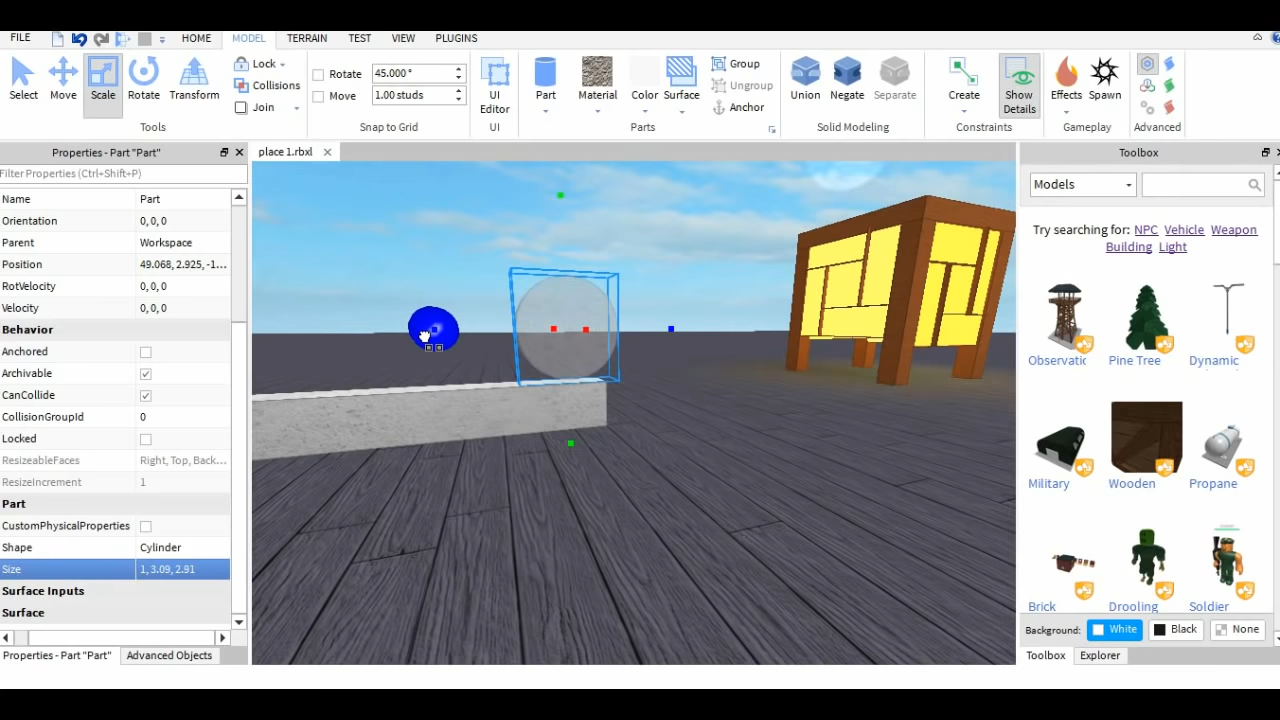 FILE HOME MODEL TERRAIN TEST VIEW PLUGINS
Select Move Scale Rotate Transform
Lock
Collisions
Join
Tools
Rotate 45.000 °
Move 1.00 studs
Snap to Grid
UI
Editor
UI
Part Material Color Surface
Group
Ungroup
Anchor
Parts
Union Negate Separate
Solid Modeling
Create Show
Details
Constraints
Effects Spawn
Gameplay
Advanced
Properties - Part "Part"
Filter Properties (Ctrl+Shift+P)
Name Part
Orientation 0, 0, 0
Parent Workspace
Position 49.068, 2.925, -1...
RotVelocity 0, 0, 0
Velocity 0, 0, 0
Behavior
Anchored
Archivable
CanCollide
CollisionGroupId 0
Locked
ResizeableFaces Right, Top, Back...
ResizeIncrement 1
Part
CustomPhysicalProperties
Shape Cylinder
Size 1, 3.09, 2.91
Surface Inputs
Surface
Properties - Part "Part" Advanced Objects
place 1.rbxl
Toolbox
Models
Try searching for: NPC Vehicle Weapon
Building Light
Observatic Pine Tree Dynamic
Military Wooden Propane
Brick Drooling Soldier
Background: White Black None
Toolbox Explorer